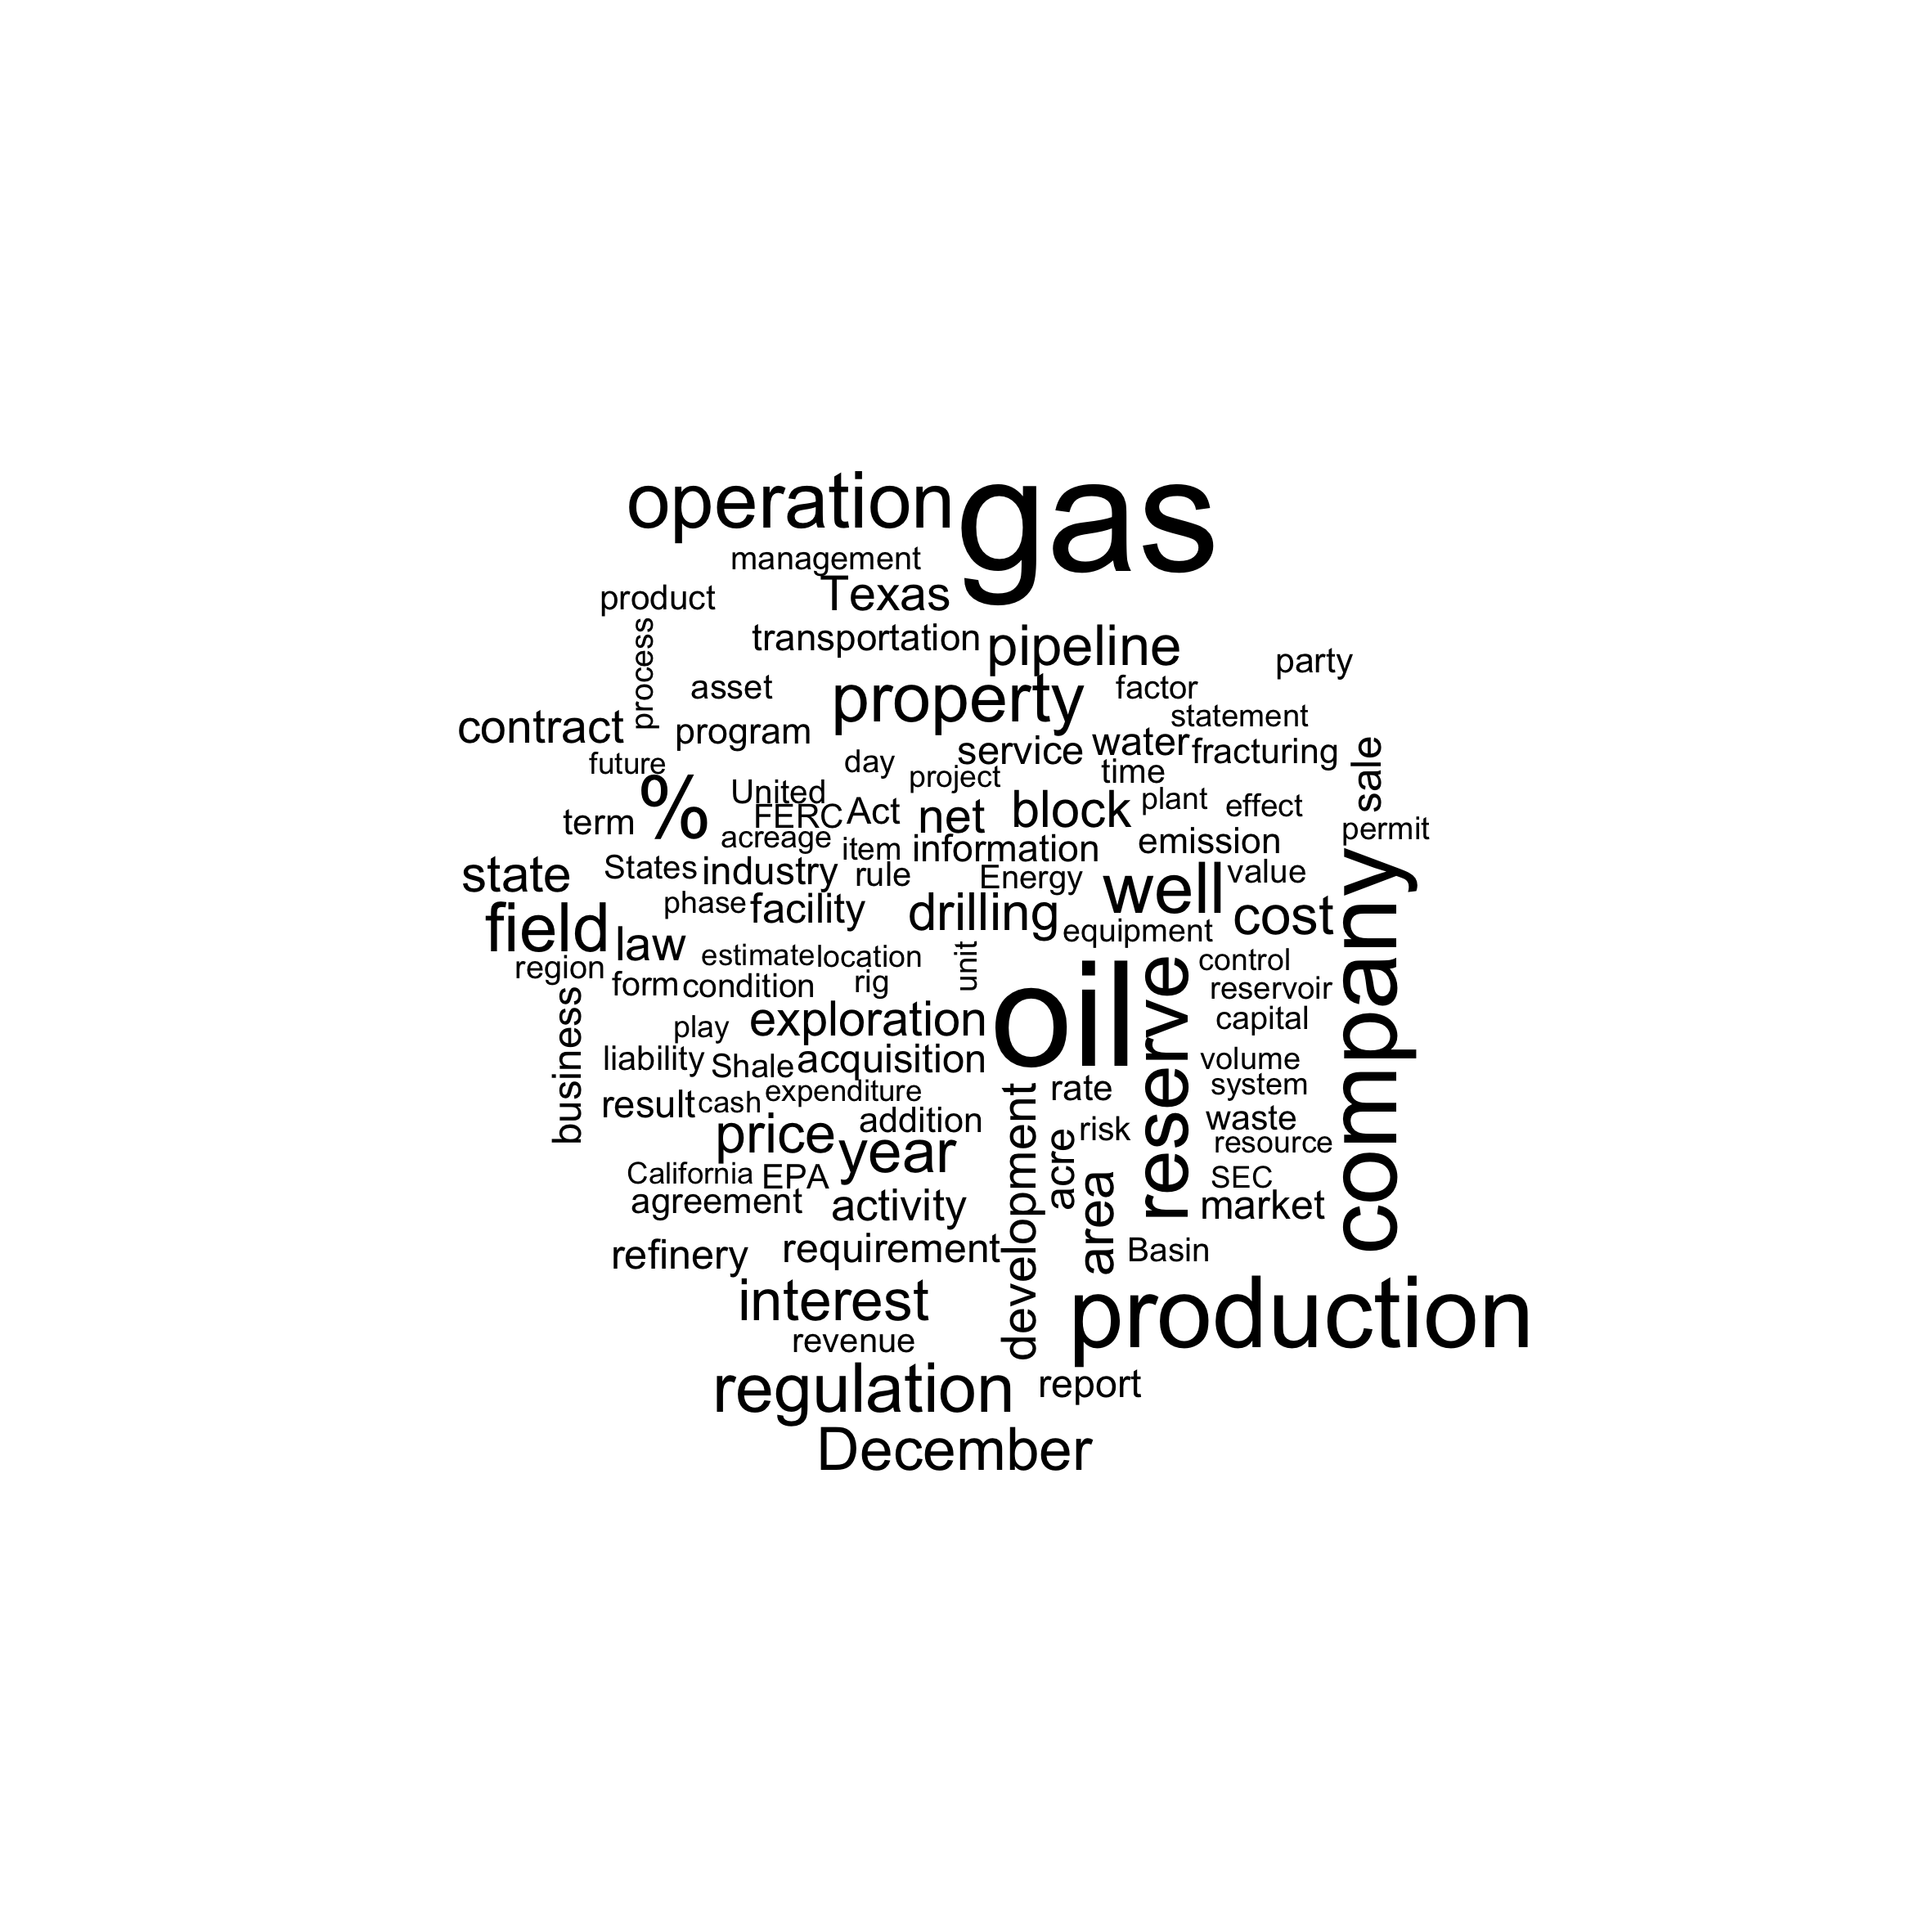 operation
gas
management
Texas
product
transportation
pipeline
party
process
asset
property
factor
contract
program
statement
service
water
fracturing
sale
future
day
project
time
%
United
FERC
Act
net
block
plant
effect
term
acreage
item
information
emission
permit
state
States
industry
rule
Energy
well
value
company
field
phase
facility
drilling
equipment
cost
law
region
estimate
location
unit
control
form
condition
rig
oil
reserve
reservoir
business
play
exploration
capital
liability
Shale
acquisition
volume
result
cash
expenditure
rate
system
price
year
addition
development
acre
risk
waste
resource
California
EPA
SEC
agreement
activity
area
market
refinery
requirement
Basin
interest
production
revenue
regulation
report
December